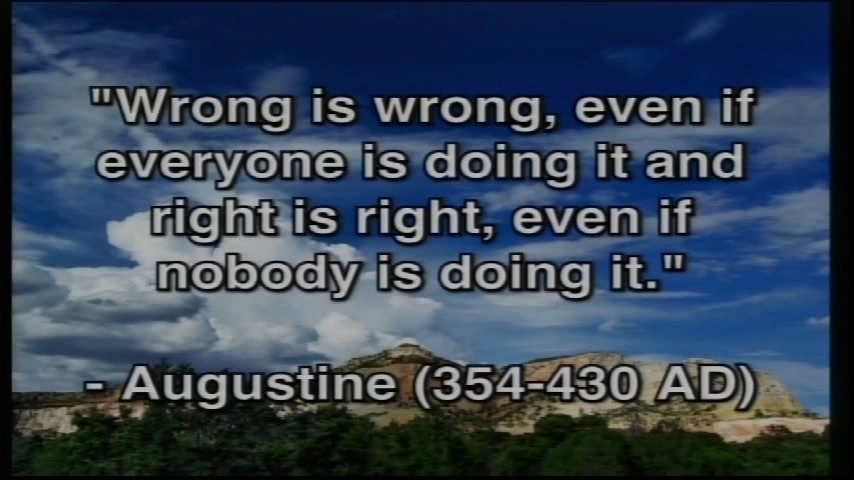 "Wrong is wrong, even if
everyone is doing it and
right is right, even if
nobody is doing it."
- Augustine (354-430 AD)